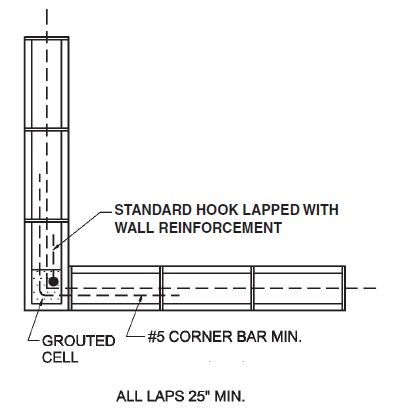 STANDARD HOOK LAPPED WITH
WALL REINFORCEMENT
GROUTED
CELL
#5 CORNER BAR MIN.
ALL LAPS 25" MIN.